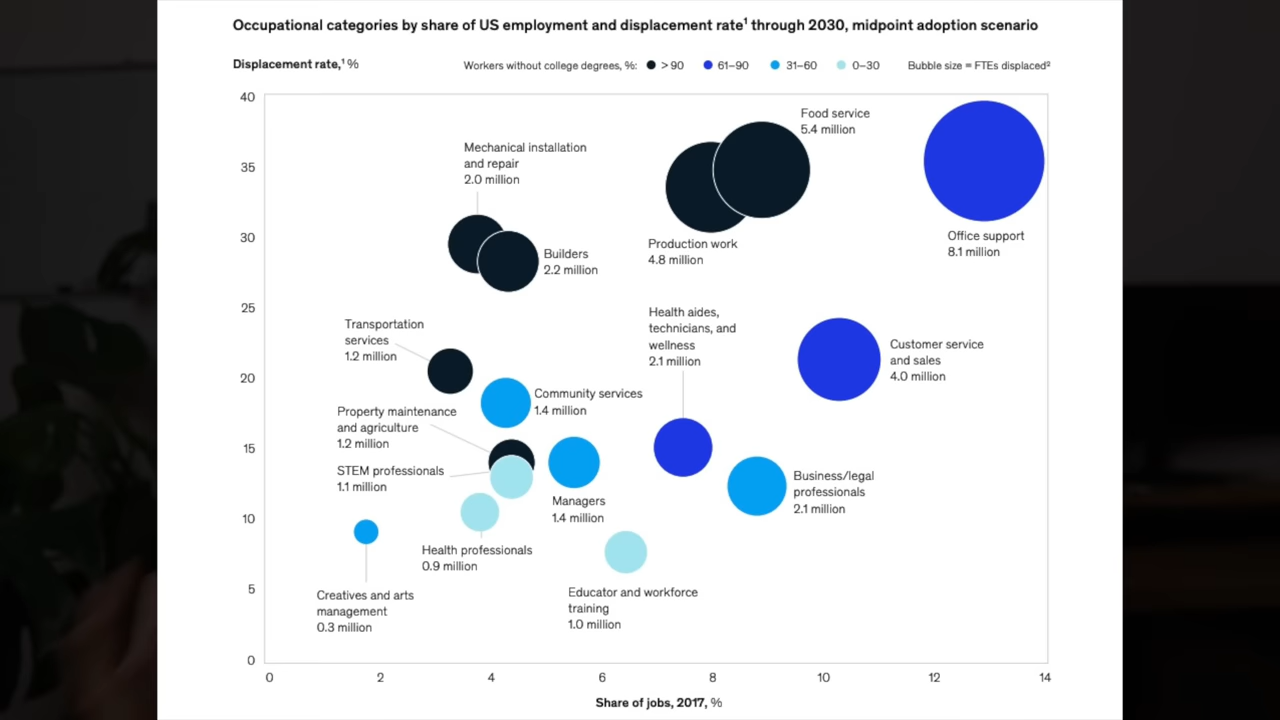 Occupational categories by share of US employment and displacement rate¹ through 2030, midpoint adoption scenario
Displacement rate,¹ %
Workers without college degrees, %: > 90 61–90 31–60 0–30 Bubble size = FTEs displaced²
40
35
30
25
20
15
10
5
0
Food service
5.4 million
Mechanical installation
and repair
2.0 million
Production work
4.8 million
Office support
8.1 million
Builders
2.2 million
Health aides,
technicians, and
wellness
2.1 million
Transportation
services
1.2 million
Customer service
and sales
4.0 million
Community services
1.4 million
Property maintenance
and agriculture
1.2 million
STEM professionals
1.1 million
Managers
1.4 million
Business/legal
professionals
2.1 million
Health professionals
0.9 million
Creatives and arts
management
0.3 million
Educator and workforce
training
1.0 million
0 2 4 6 8 10 12 14
Share of jobs, 2017, %